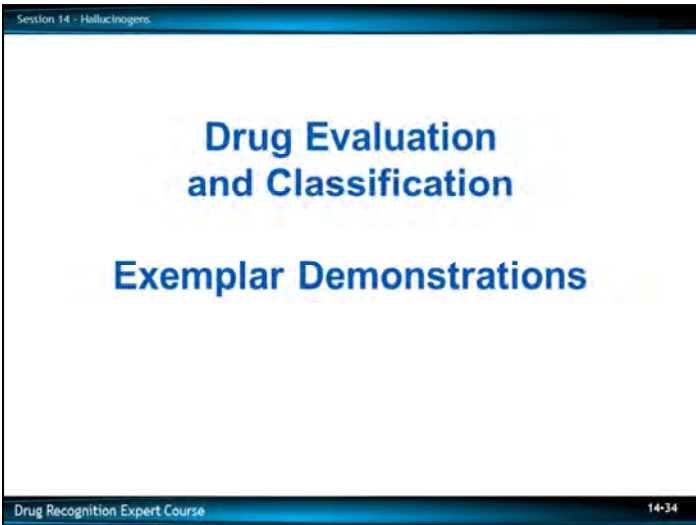 Session 14 - Hallucinogens
Drug Evaluation
and Classification
Exemplar Demonstrations
Drug Recognition Expert Course
14-34